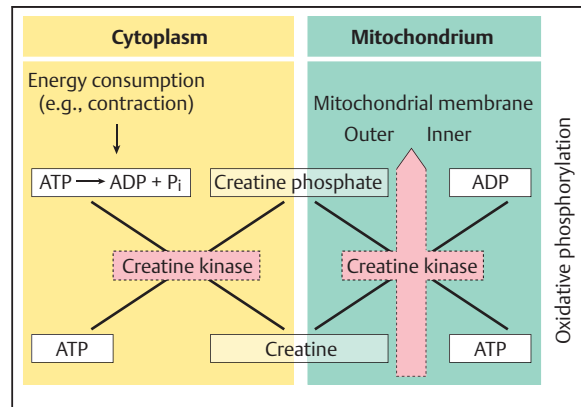 Cytoplasm
Mitochondrium
Energy consumption
(e.g., contraction)
Mitochondrial membrane
Outer Inner
ATP → ADP + Pi
Creatine phosphate
ADP
Creatine kinase
Creatine kinase
ATP
Creatine
ATP
Oxidative phosphorylation